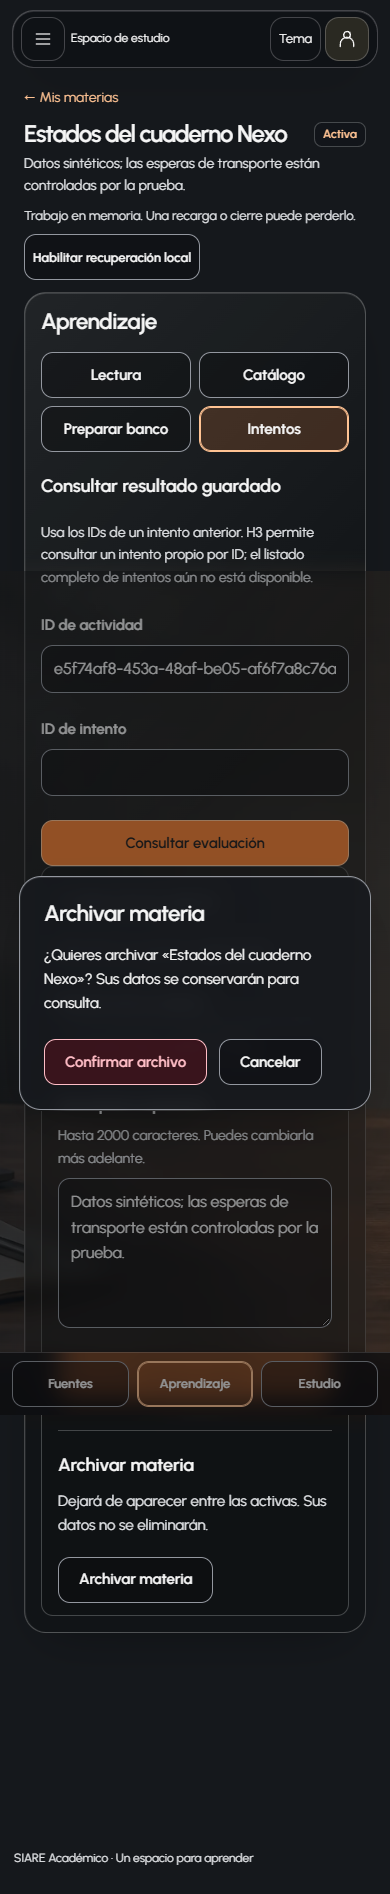 Espacio de estudio
Tema
← Mis materias
Estados del cuaderno Nexo
Activa
Datos sintéticos; las esperas de transporte están
controladas por la prueba.
Trabajo en memoria. Una recarga o cierre puede perderlo.
Habilitar recuperación local
Aprendizaje
Lectura
Catálogo
Preparar banco
Intentos
Consultar resultado guardado
Usa los IDs de un intento anterior. H3 permite
consultar un intento propio por ID; el listado
completo de intentos aún no está disponible.
ID de actividad
e5f74af8-453a-48af-be05-af6f7a8c76a
ID de intento
Consultar evaluación
Archivar materia
¿Quieres archivar «Estados del cuaderno
Nexo»? Sus datos se conservarán para
consulta.
Confirmar archivo
Cancelar
Hasta 2000 caracteres. Puedes cambiarla
más adelante.
Datos sintéticos; las esperas de
transporte están controladas por la
prueba.
Fuentes
Aprendizaje
Estudio
Archivar materia
Dejará de aparecer entre las activas. Sus
datos no se eliminarán.
Archivar materia
SIARE Académico · Un espacio para aprender